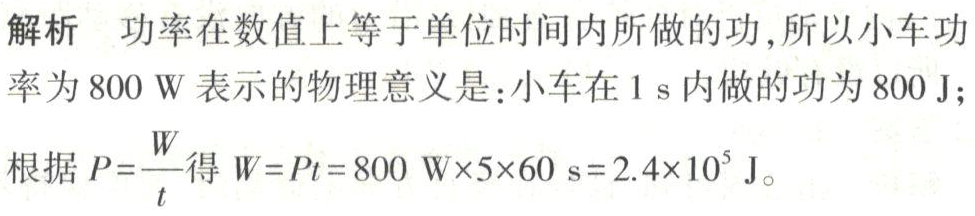 解析　功率在数值上等于单位时间内所做的功,所以小车功
率为 800 W 表示的物理意义是:小车在 1 s 内做的功为 800 J;
根据 P=W/t得 W=Pt=800 W×5×60 s=2.4×10⁵ J。